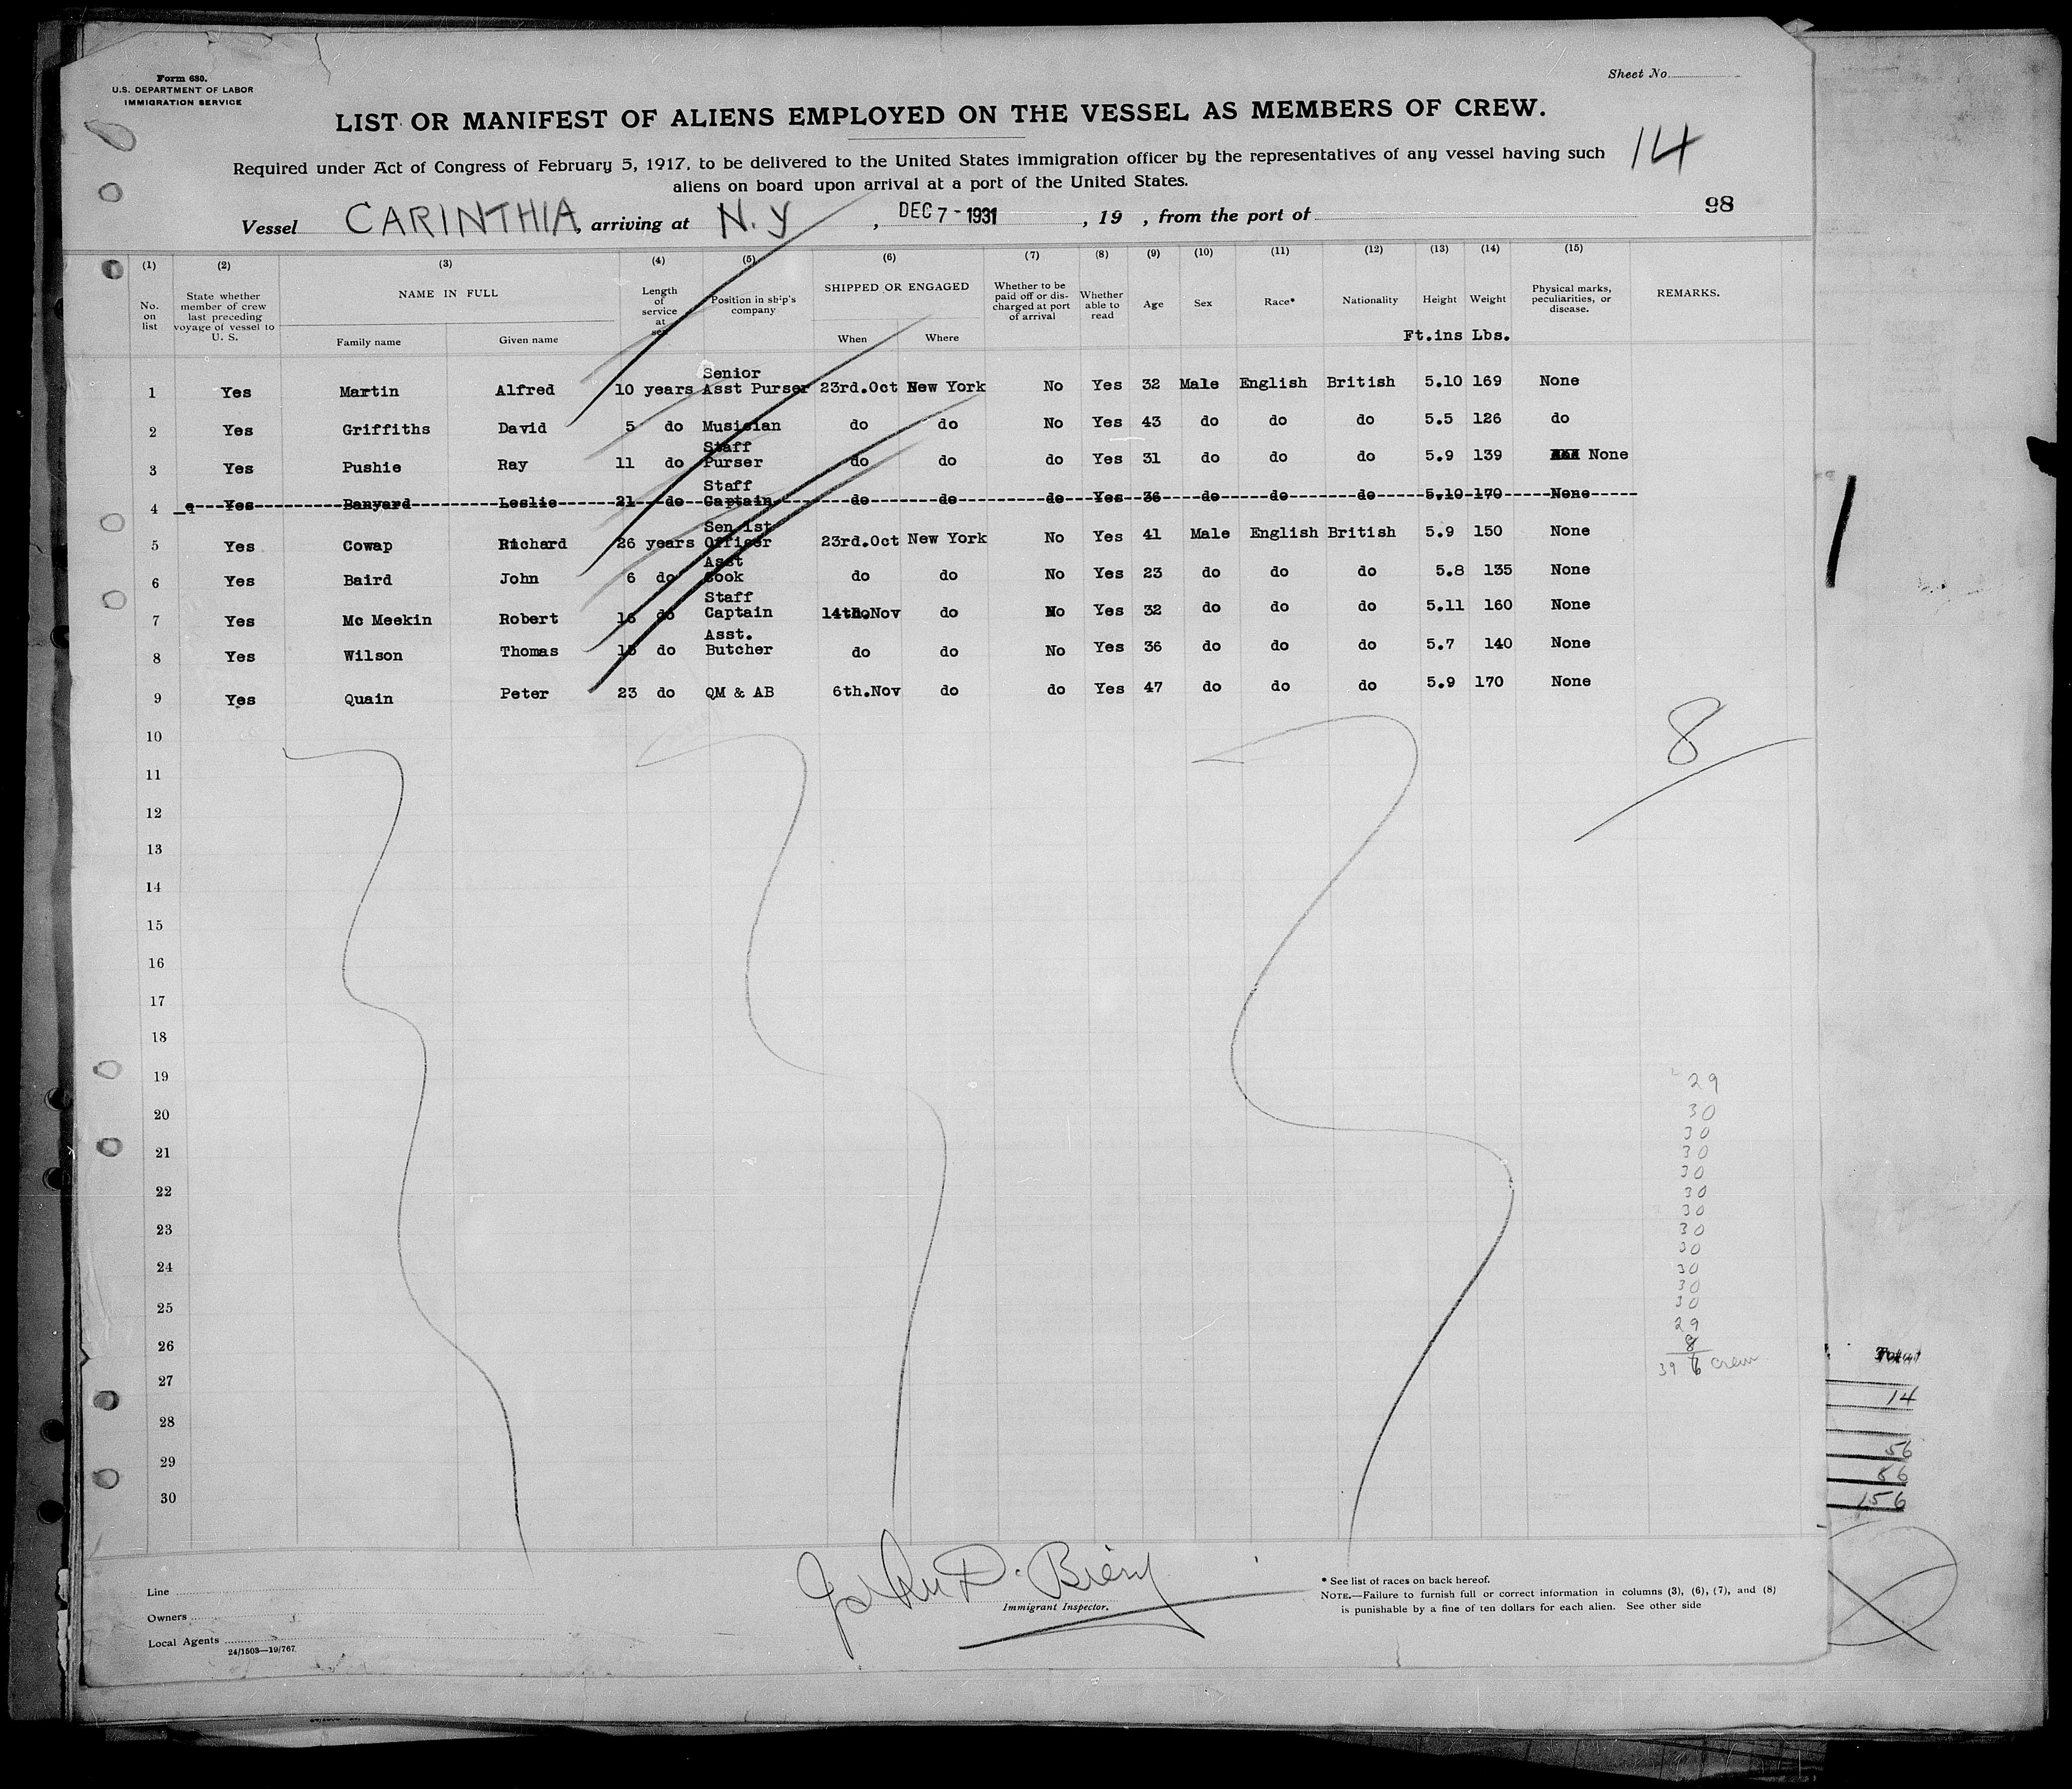 Form 680.
U.S. DEPARTMENT OF LABOR
IMMIGRATION SERVICE
Sheet No.
LIST OR MANIFEST OF ALIENS EMPLOYED ON THE VESSEL AS MEMBERS OF CREW.
Required under Act of Congress of February 5, 1917, to be delivered to the United States immigration officer by the representatives of any vessel having such
14
aliens on board upon arrival at a port of the United States.
98
Vessel CARINTHIA, arriving at N.Y , DEC 7 - 1931 , 19 , from the port of
(1) (2) (3) (4) (5) (6) (7) (8) (9) (10) (11) (12) (13) (14) (15)
No. on list
State whether member of crew last preceding voyage of vessel to U. S.
NAME IN FULL
Family name
Given name
Length of service at sea
Position in ship's company
SHIPPED OR ENGAGED
When
Where
Whether to be paid off or discharged at port of arrival
Whether able to read
Age
Sex
Race*
Nationality
Height
Weight
Physical marks, peculiarities, or disease.
REMARKS.
Ft.ins Lbs.
1 Yes Martin Alfred 10 years Senior Asst Purser 23rd.Oct New York No Yes 32 Male English British 5.10 169 None
2 Yes Griffiths David 5 do Musician do do No Yes 43 do do do 5.5 126 do
3 Yes Pushie Ray 11 do Staff Purser do do do Yes 31 do do do 5.9 139 None
4 Yes Banyard Leslie 21 do Staff Captain do do do Yes 36 do do do 5.10 170 None
5 Yes Cowap Richard 26 years Sen 1st Officer 23rd.Oct New York No Yes 41 Male English British 5.9 150 None
6 Yes Baird John 6 do Asst Cook do do No Yes 23 do do do 5.8 135 None
7 Yes Mc Meekin Robert 16 do Staff Captain 14th.Nov do No Yes 32 do do do 5.11 160 None
8 Yes Wilson Thomas 15 do Asst. Butcher do do No Yes 36 do do do 5.7 140 None
9 Yes Quain Peter 23 do QM & AB 6th.Nov do do Yes 47 do do do 5.9 170 None
8
10
11
12
13
14
15
16
17
18
19
20
21
22
23
24
25
26
27
28
29
30
29
30
30
30
30
30
30
30
30
30
30
30
29
8
39 6 crew
Total
14
56
86
156
John D. Biery
Immigrant Inspector.
Line
Owners
Local Agents
24/1503—19/767
* See list of races on back hereof.
NOTE.—Failure to furnish full or correct information in columns (3), (6), (7), and (8)
is punishable by a fine of ten dollars for each alien. See other side